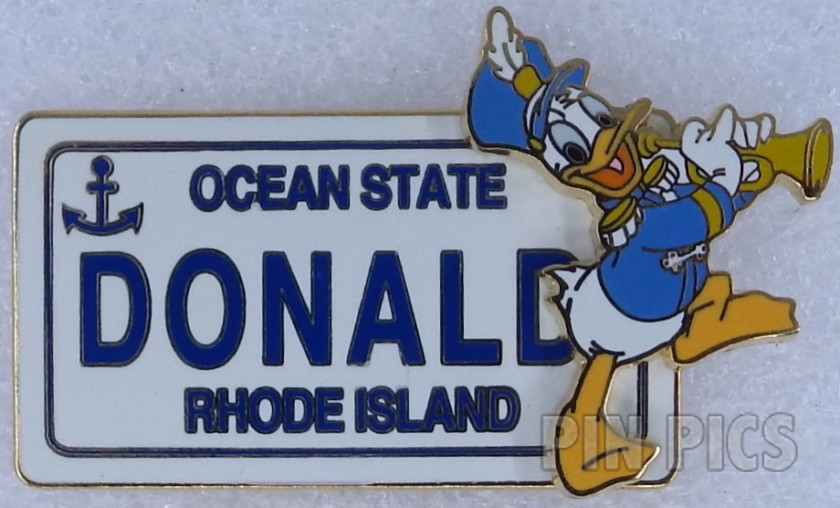 OCEAN STATE
DONALD
RHODE ISLAND
PIN PICS